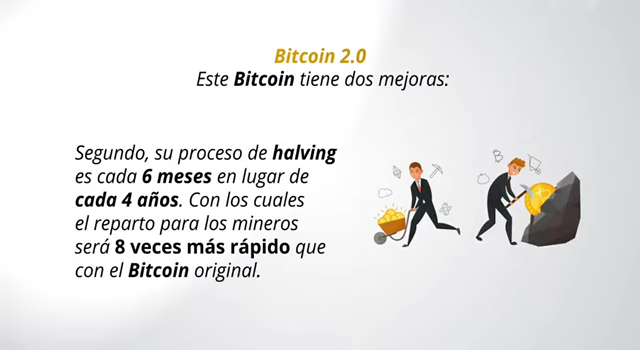 Bitcoin 2.0
Este Bitcoin tiene dos mejoras:
Segundo, su proceso de halving
es cada 6 meses en lugar de
cada 4 años. Con los cuales
el reparto para los mineros
será 8 veces más rápido que
con el Bitcoin original.